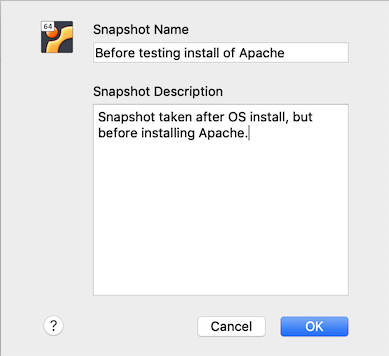 64
Snapshot Name
Before testing install of Apache
Snapshot Description
Snapshot taken after OS install, but
before installing Apache.
?
Cancel
OK